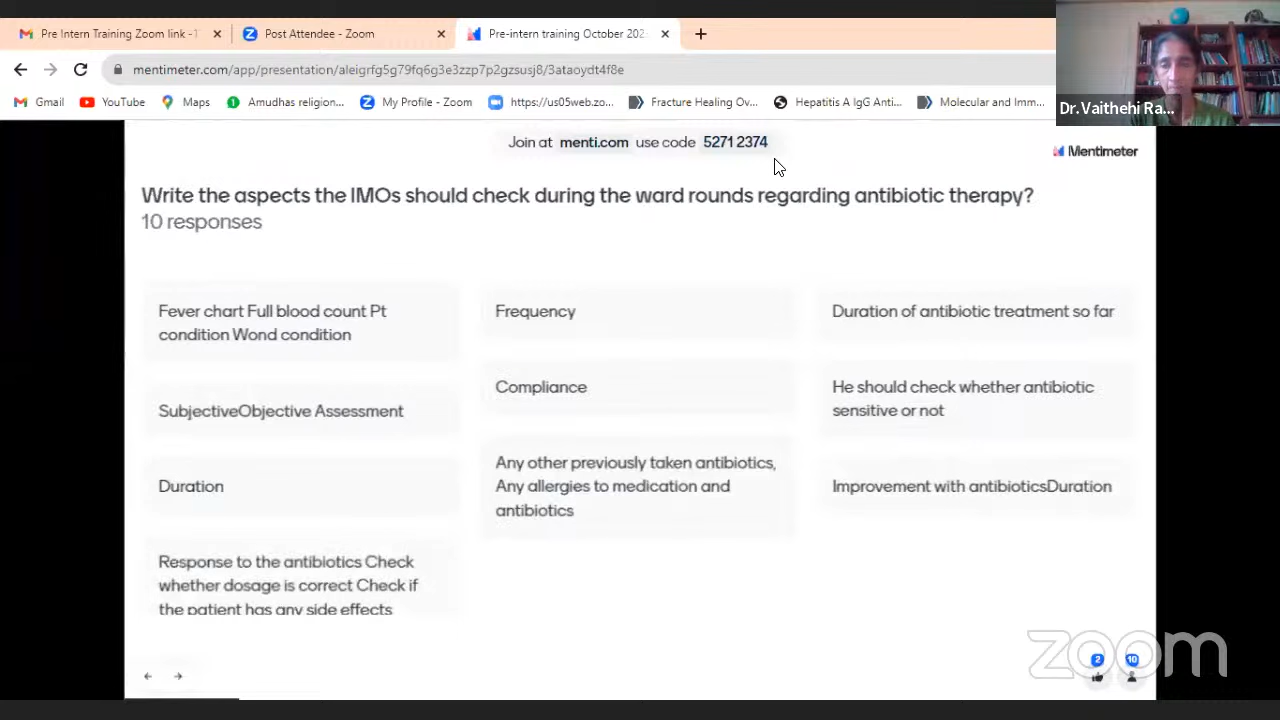 Pre Intern Training Zoom link - 1
Post Attendee - Zoom
Pre-intern training October 202
mentimeter.com/app/presentation/aleigrfg5g79fq6g3e3zzp7p2gzsusj8/3ataoydt4f8e
Gmail
YouTube
Maps
Amudhas religion...
My Profile - Zoom
https://us05web.zo...
Fracture Healing Ov...
Hepatitis A IgG Anti...
Molecular and Imm...
Dr.Vaithehi Ra...
Join at menti.com use code 5271 2374
Mentimeter
Write the aspects the IMOs should check during the ward rounds regarding antibiotic therapy?
10 responses
Fever chart Full blood count Pt
condition Wond condition
SubjectiveObjective Assessment
Duration
Response to the antibiotics Check
whether dosage is correct Check if
the patient has any side effects
Frequency
Compliance
Any other previously taken antibiotics,
Any allergies to medication and
antibiotics
Duration of antibiotic treatment so far
He should check whether antibiotic
sensitive or not
Improvement with antibioticsDuration
2
10
zoom